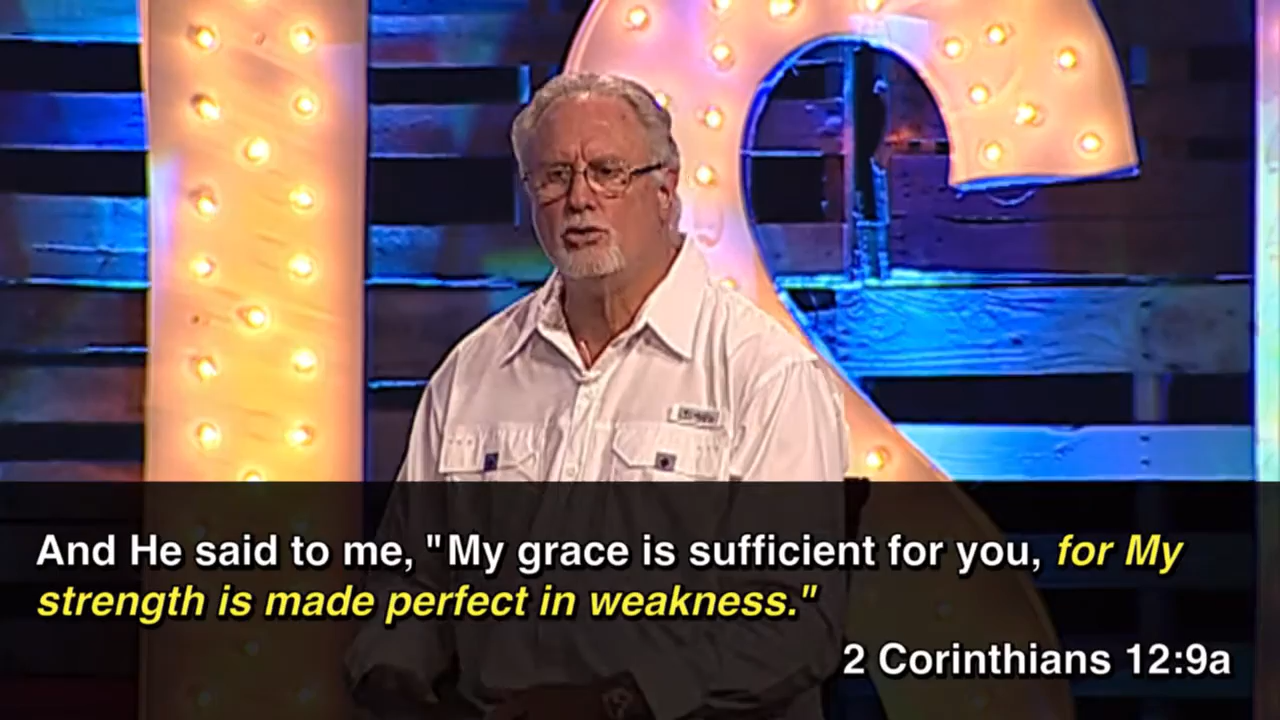 And He said to me, "My grace is sufficient for you, for My
strength is made perfect in weakness."
2 Corinthians 12:9a